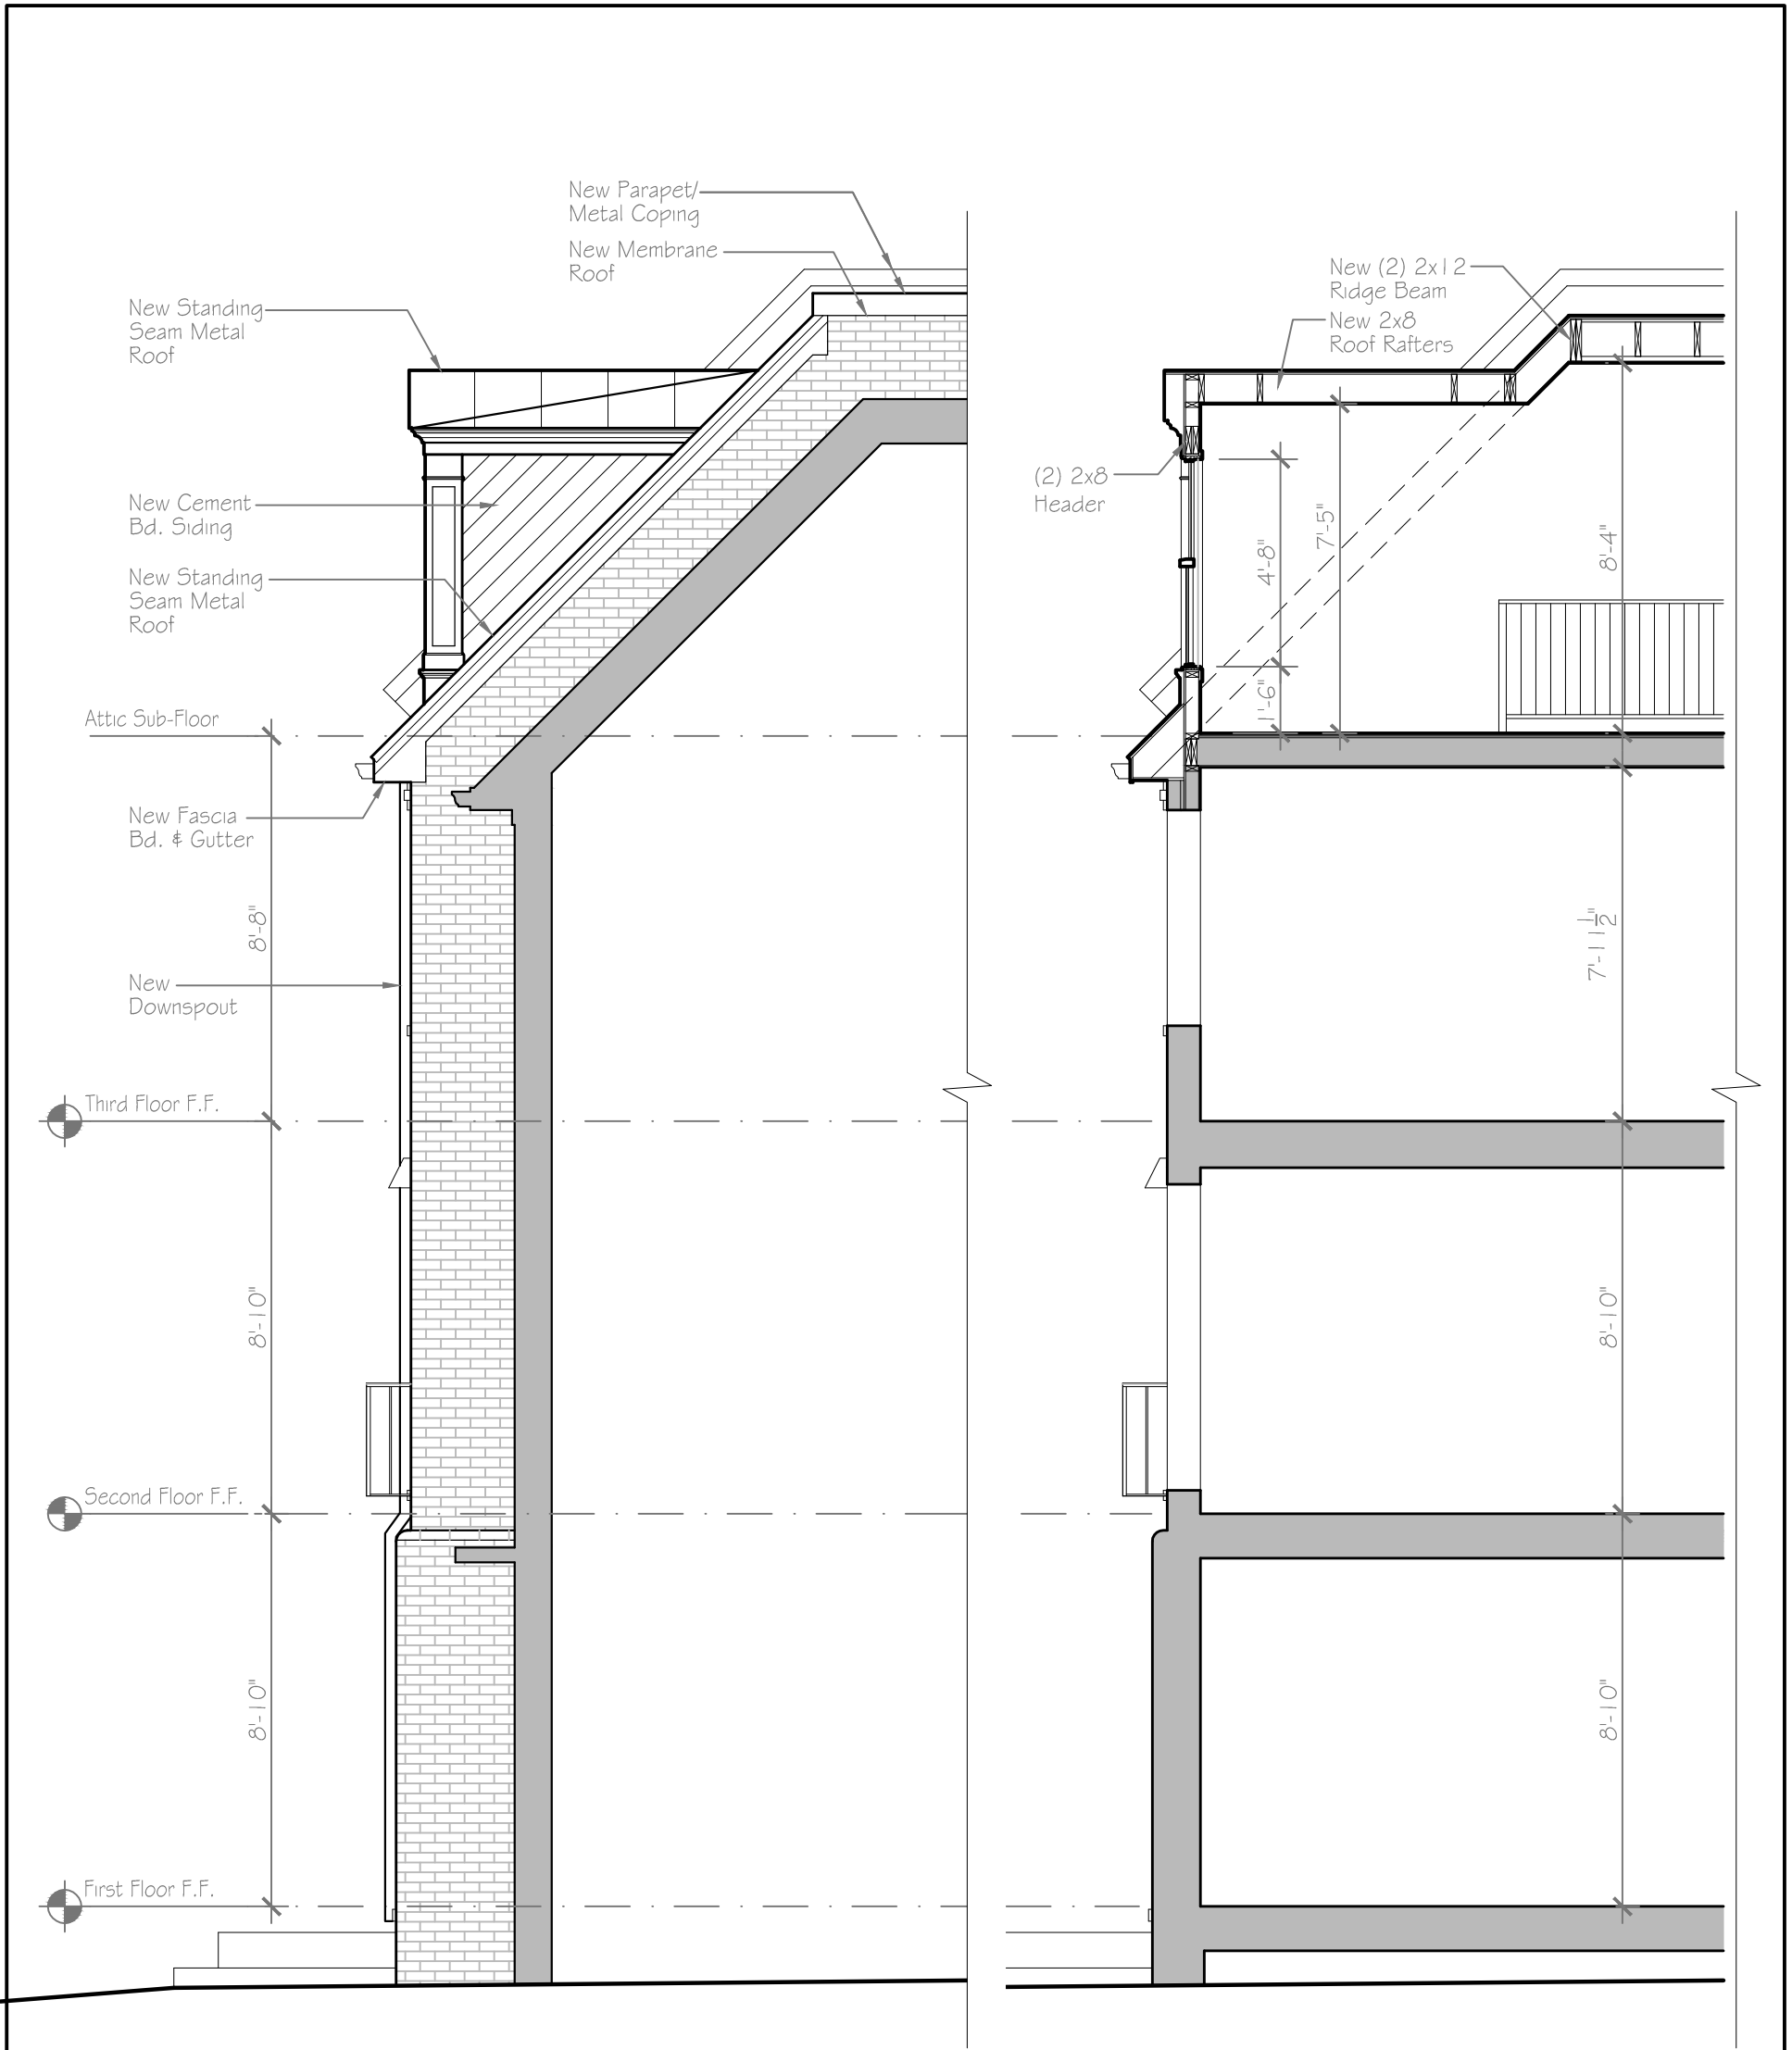 New Parapet/
Metal Coping
New Membrane
Roof
New Standing
Seam Metal
Roof
New Cement
Bd. Siding
New Standing
Seam Metal
Roof
Attic Sub-Floor
New Fascia
Bd. & Gutter
8'-8"
New
Downspout
Third Floor F.F.
8'-10"
Second Floor F.F.
8'-10"
First Floor F.F.
New (2) 2x12
Ridge Beam
New 2x8
Roof Rafters
(2) 2x8
Header
4'-8"
7'-5"
8'-4"
1'-6"
7'-11 1/2"
8'-10"
8'-10"